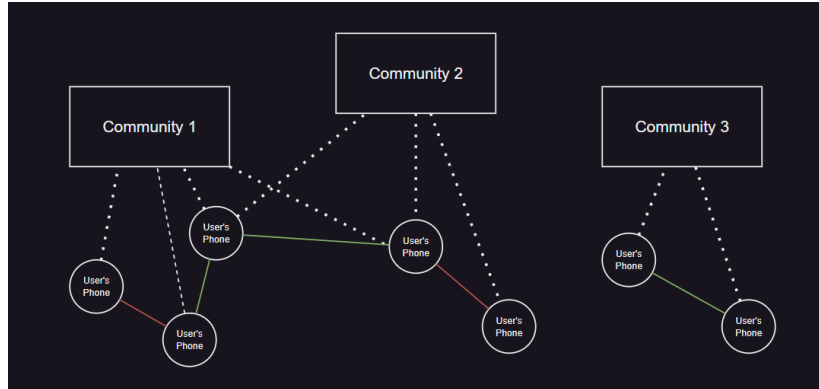 Community 2
Community 1
Community 3
User's
Phone
User's
Phone
User's
Phone
User's
Phone
User's
Phone
User's
Phone
User's
Phone